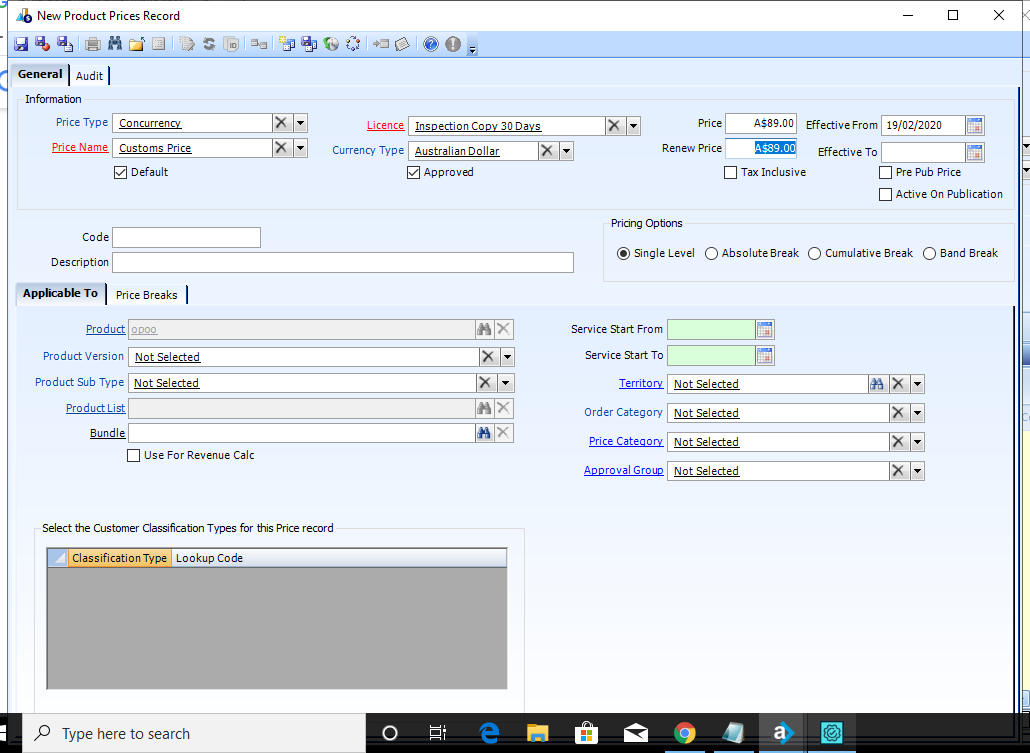 New Product Prices Record
General Audit
Information
Price Type Concurrency
Licence Inspection Copy 30 Days
Price A$89.00
Effective From 19/02/2020
Price Name Customs Price
Currency Type Australian Dollar
Renew Price A$89.00
Effective To
Default
Approved
Tax Inclusive
Pre Pub Price
Active On Publication
Code
Description
Pricing Options
Single Level Absolute Break Cumulative Break Band Break
Applicable To Price Breaks
Product opoo
Product Version Not Selected
Product Sub Type Not Selected
Product List
Bundle
Use For Revenue Calc
Service Start From
Service Start To
Territory Not Selected
Order Category Not Selected
Price Category Not Selected
Approval Group Not Selected
Select the Customer Classification Types for this Price record
Classification Type Lookup Code
Type here to search